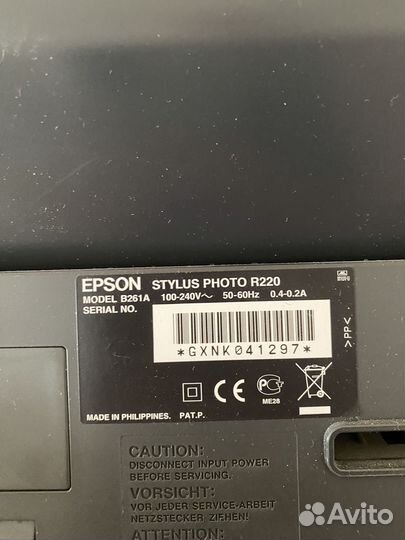 EPSON STYLUS PHOTO R220
MODEL B261A 100-240V~ 50-60Hz 0.4-0.2A
SERIAL NO.
*GXNK041297*
>PP<
CE
ME28
MADE IN PHILIPPINES. PAT.P.
CAUTION:
DISCONNECT INPUT POWER
BEFORE SERVICING.
VORSICHT:
VOR JEDER SERVICE-ARBEIT
NETZSTECKER ZIEHEN!
ATTENTION:
Avito